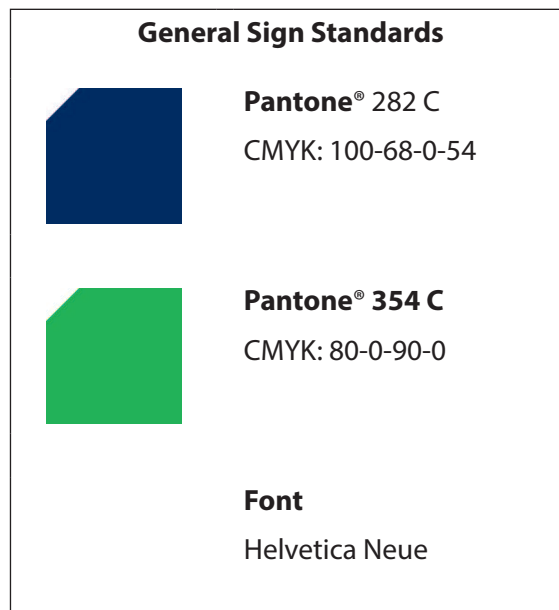 General Sign Standards
Pantone® 282 C
CMYK: 100-68-0-54
Pantone® 354 C
CMYK: 80-0-90-0
Font
Helvetica Neue